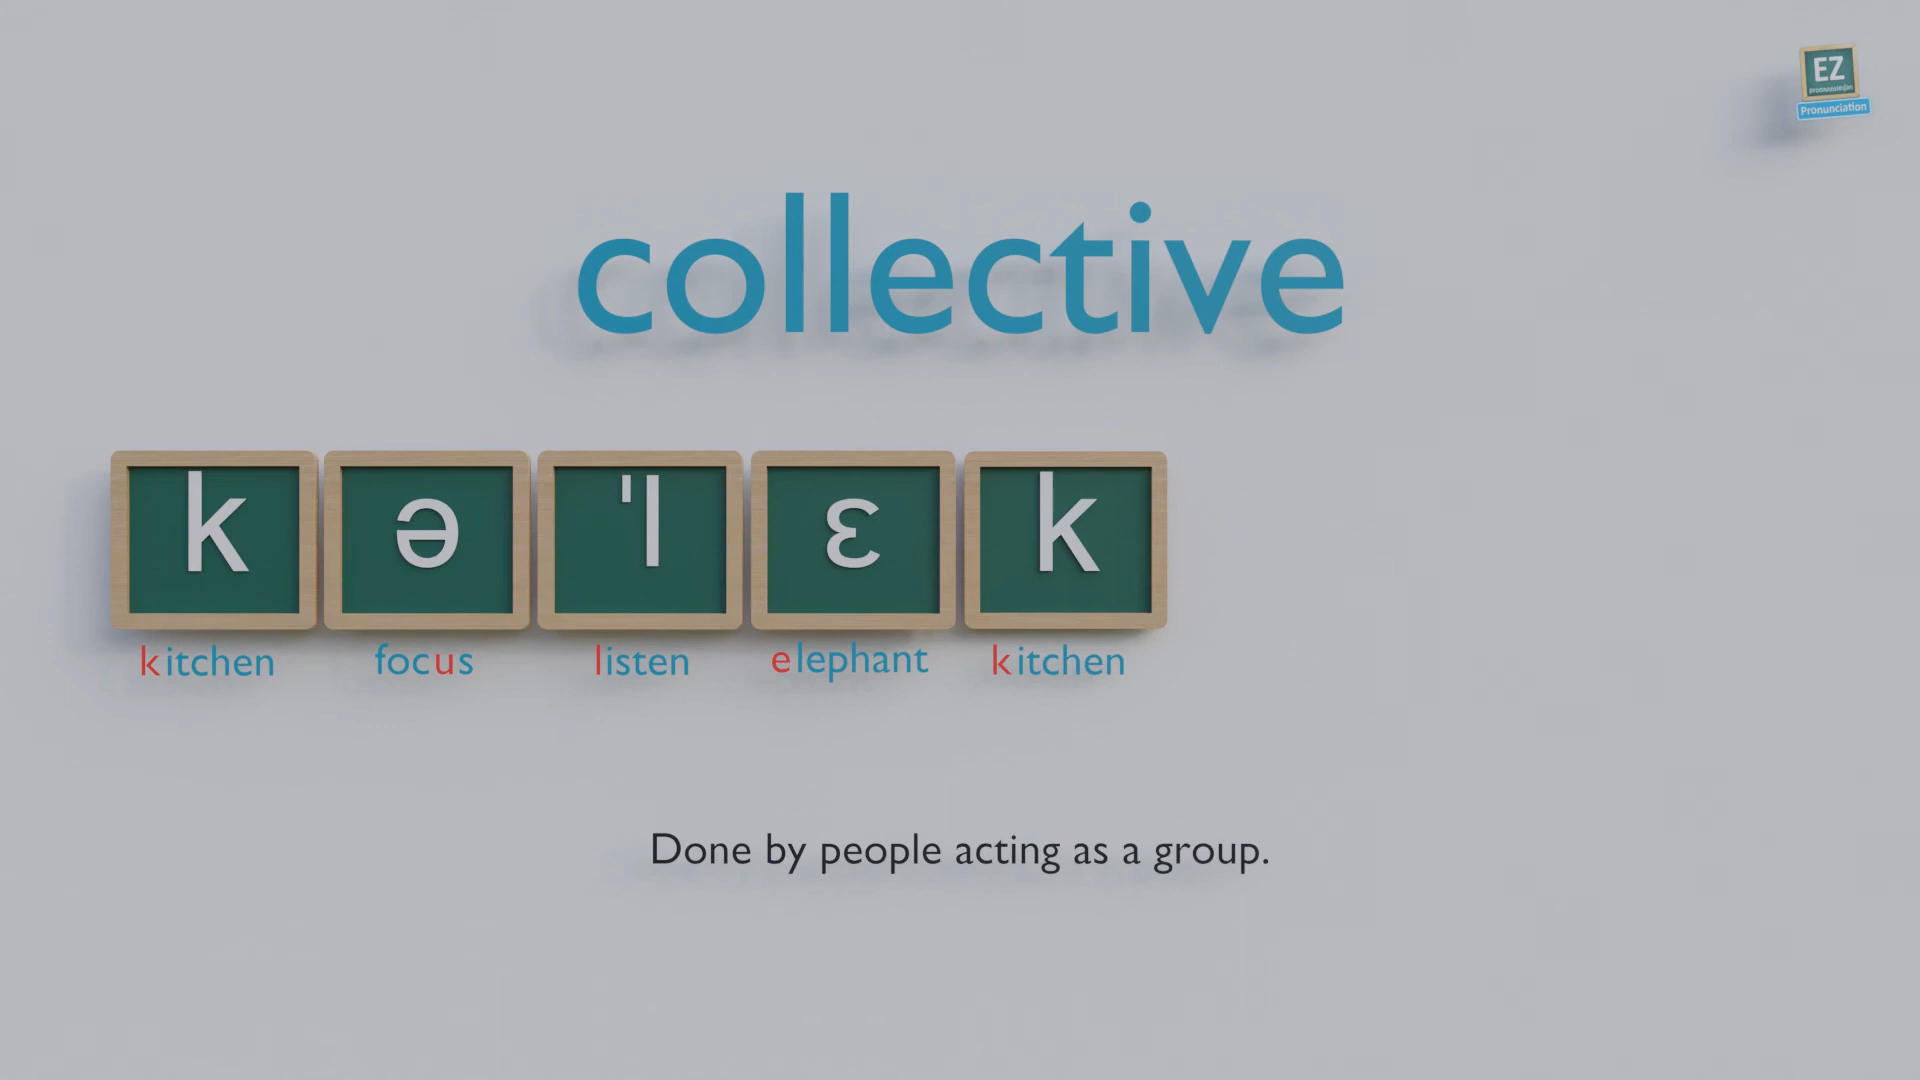 EZ
Pronunciation
collective
k ə ˈl ɛ k
kitchen focus listen elephant kitchen
Done by people acting as a group.